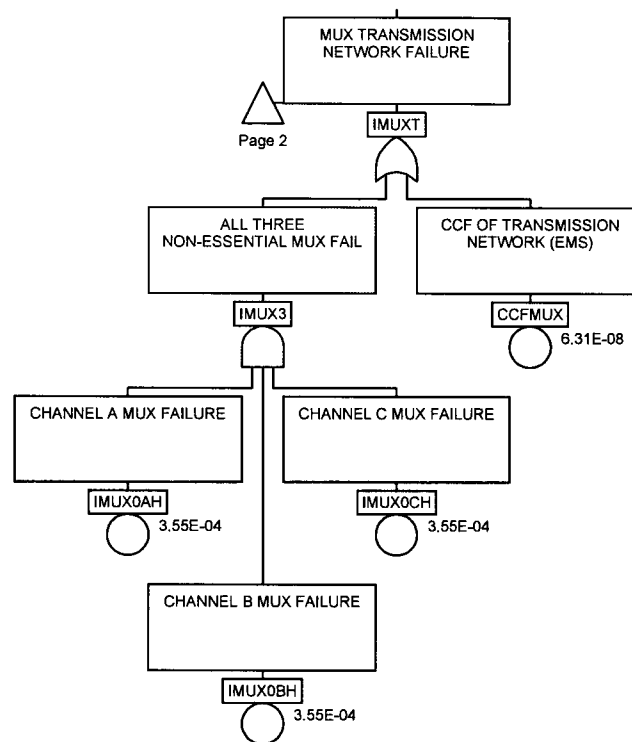 MUX TRANSMISSION
NETWORK FAILURE
Page 2
IMUXT
ALL THREE
NON-ESSENTIAL MUX FAIL
CCF OF TRANSMISSION
NETWORK (EMS)
IMUX3
CCFMUX
6.31E-08
CHANNEL A MUX FAILURE
CHANNEL C MUX FAILURE
IMUX0AH
3.55E-04
IMUX0CH
3.55E-04
CHANNEL B MUX FAILURE
IMUX0BH
3.55E-04